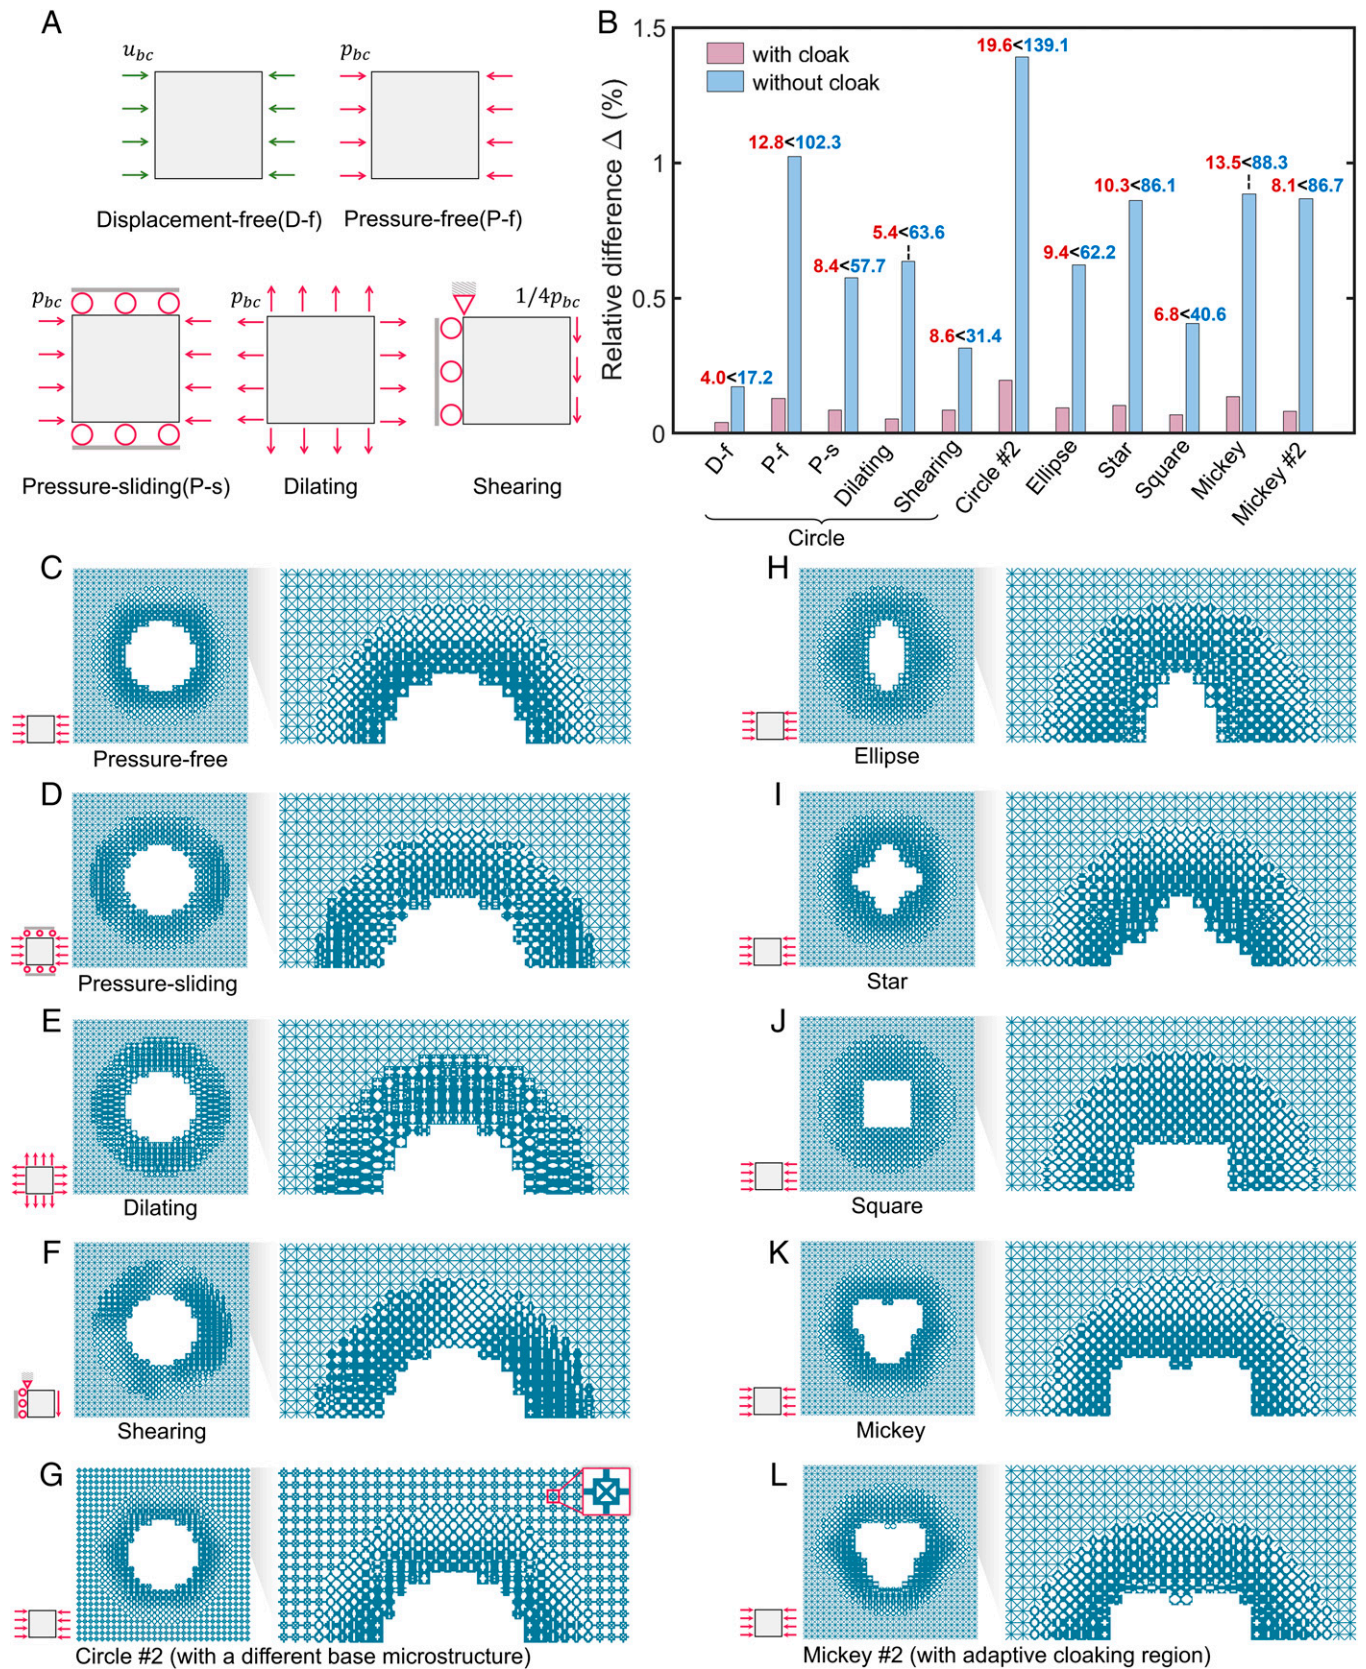 A
u_bc
p_bc
Displacement-free(D-f)
Pressure-free(P-f)
p_bc
p_bc
1/4p_bc
Pressure-sliding(P-s)
Dilating
Shearing
B
Relative difference Δ (%)
1.5
1
0.5
0
with cloak
without cloak
4.0<17.2
12.8<102.3
8.4<57.7
5.4<63.6
8.6<31.4
19.6<139.1
9.4<62.2
10.3<86.1
6.8<40.6
13.5<88.3
8.1<86.7
D-f
P-f
P-s
Dilating
Shearing
Circle #2
Ellipse
Star
Square
Mickey
Mickey #2
Circle
C
Pressure-free
D
Pressure-sliding
E
Dilating
F
Shearing
G
Circle #2 (with a different base microstructure)
H
Ellipse
I
Star
J
Square
K
Mickey
L
Mickey #2 (with adaptive cloaking region)